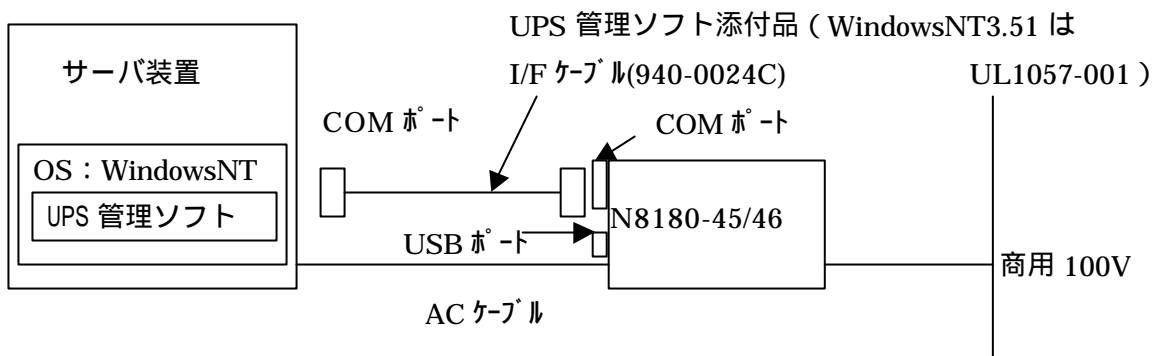 UPS 管理ソフト添付品（WindowsNT3.51 は
サーバ装置
I/F ｹｰﾌﾞﾙ(940-0024C)
UL1057-001）
COM ﾎﾟｰﾄ
COM ﾎﾟｰﾄ
OS：WindowsNT
UPS 管理ソフト
N8180-45/46
USB ﾎﾟｰﾄ
商用 100V
AC ｹｰﾌﾞﾙ